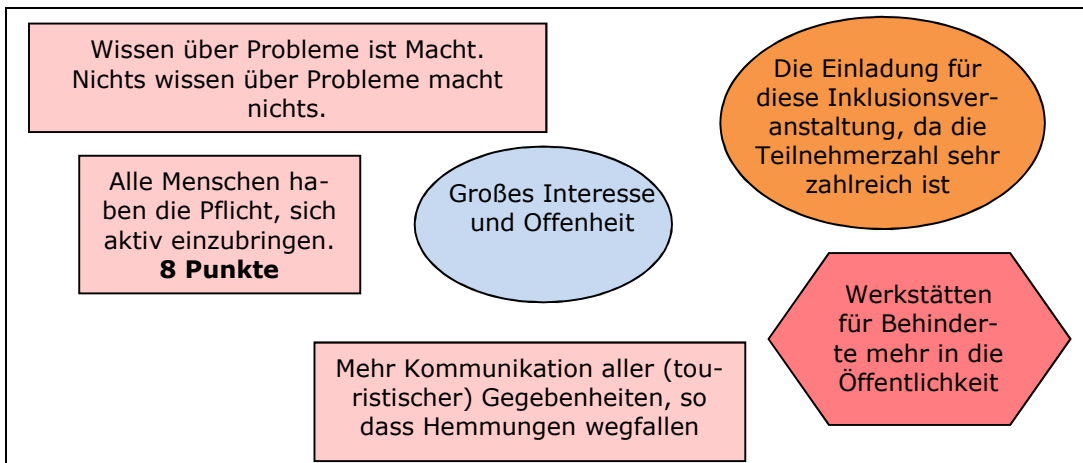 Wissen über Probleme ist Macht.
Nichts wissen über Probleme macht
nichts.
Die Einladung für
diese Inklusionsver-
anstaltung, da die
Teilnehmerzahl sehr
zahlreich ist
Alle Menschen ha-
ben die Pflicht, sich
aktiv einzubringen.
8 Punkte
Großes Interesse
und Offenheit
Werkstätten
für Behinder-
te mehr in die
Öffentlichkeit
Mehr Kommunikation aller (tou-
ristischer) Gegebenheiten, so
dass Hemmungen wegfallen